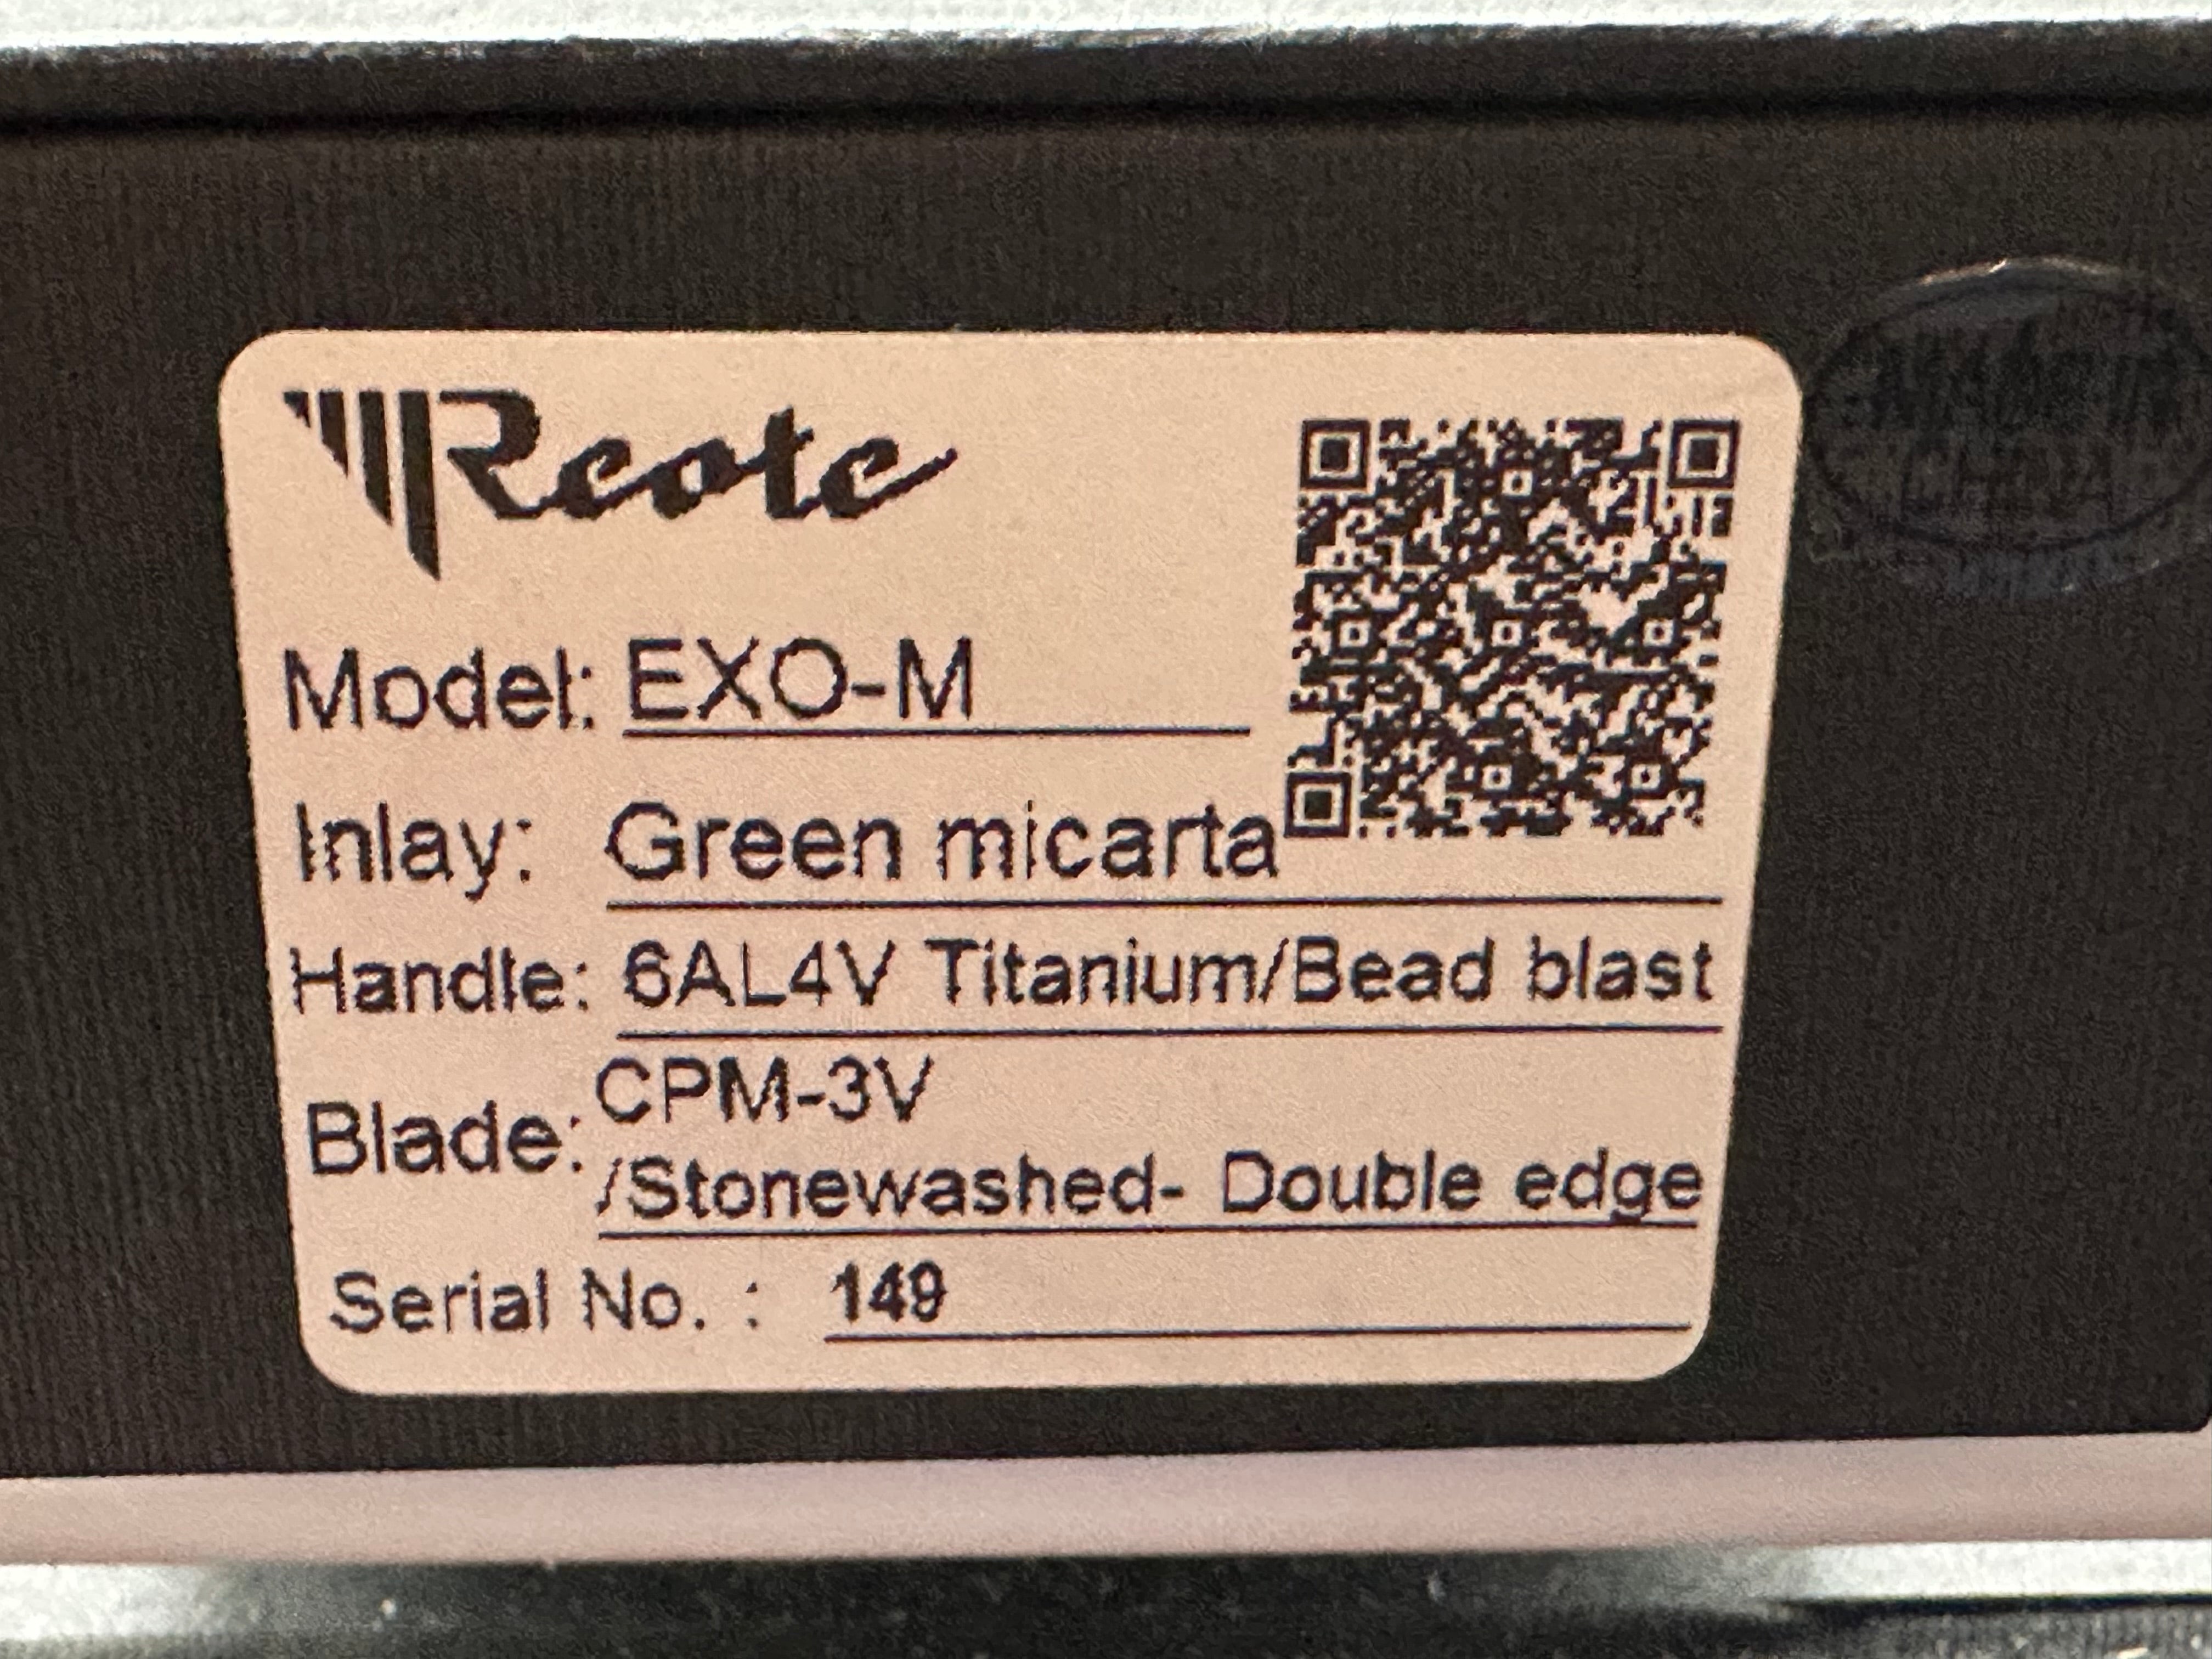 Reate
Model: EXO-M
Inlay: Green micarta
Handle: 6AL4V Titanium/Bead blast
Blade: CPM-3V
/Stonewashed- Double edge
Serial No. : 149